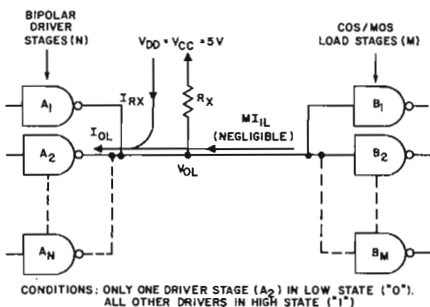 BIPOLAR
DRIVER
STAGES(N)
VDD = VCC = 5V
COS/MOS
LOAD STAGES (M)
A1
IRX
RX
MIIL
(NEGLIGIBLE)
B1
IOL
A2
VOL
B2
AN
BM
CONDITIONS: ONLY ONE DRIVER STAGE (A2) IN LOW STATE ("0").
ALL OTHER DRIVERS IN HIGH STATE ("1")